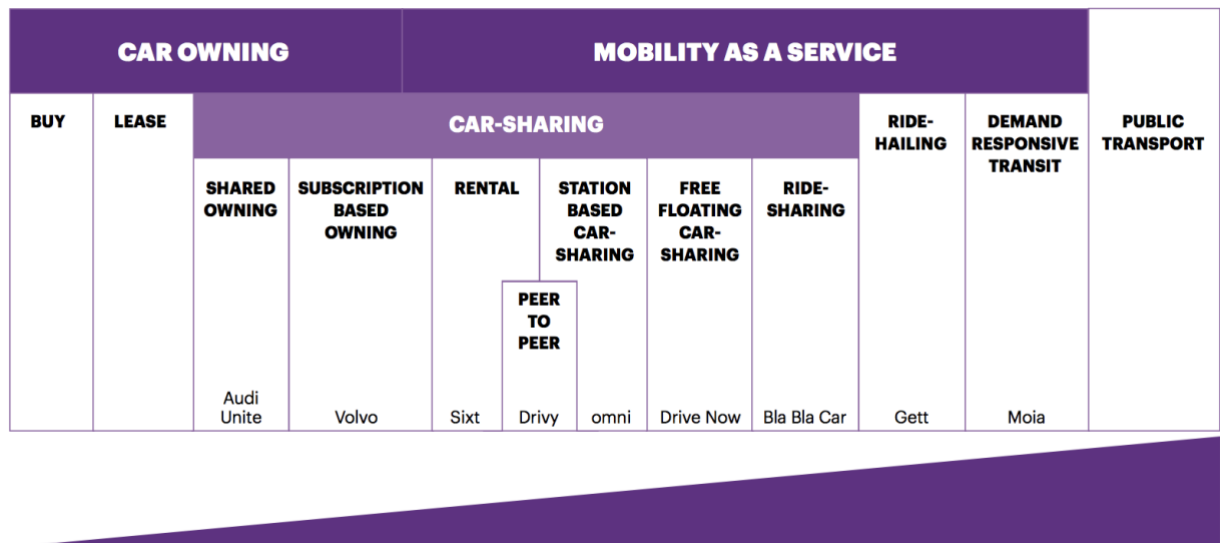 CAR OWNING
MOBILITY AS A SERVICE
BUY
LEASE
CAR-SHARING
RIDE-
HAILING
DEMAND
RESPONSIVE
TRANSIT
PUBLIC
TRANSPORT
SHARED
OWNING
SUBSCRIPTION
BASED
OWNING
RENTAL
STATION
BASED
CAR-
SHARING
FREE
FLOATING
CAR-
SHARING
RIDE-
SHARING
PEER
TO
PEER
Audi
Unite
Volvo
Sixt
Drivy
omni
Drive Now
Bla Bla Car
Gett
Moia